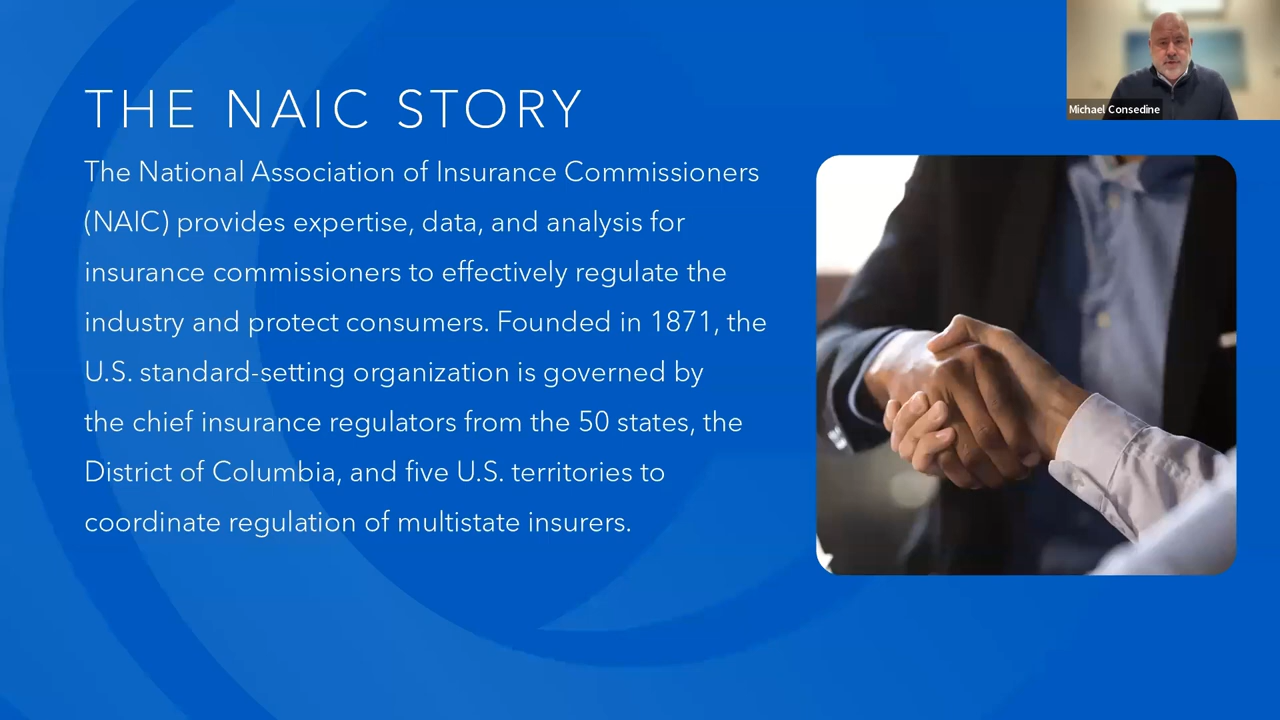 THE NAIC STORY
The National Association of Insurance Commissioners
(NAIC) provides expertise, data, and analysis for
insurance commissioners to effectively regulate the
industry and protect consumers. Founded in 1871, the
U.S. standard-setting organization is governed by
the chief insurance regulators from the 50 states, the
District of Columbia, and five U.S. territories to
coordinate regulation of multistate insurers.
Michael Consedine